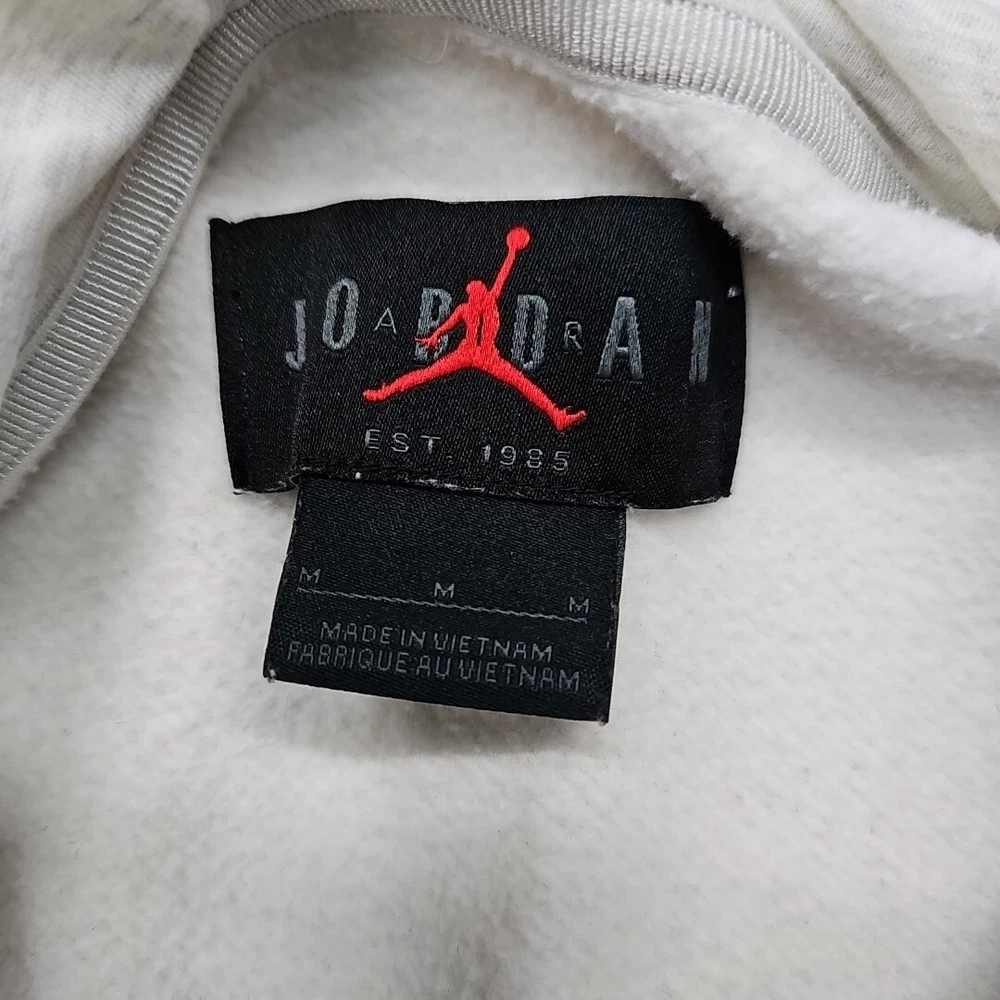 JORDAN
AIR
EST. 1985
M M M
MADE IN VIETNAM
FABRIQUE AU VIETNAM